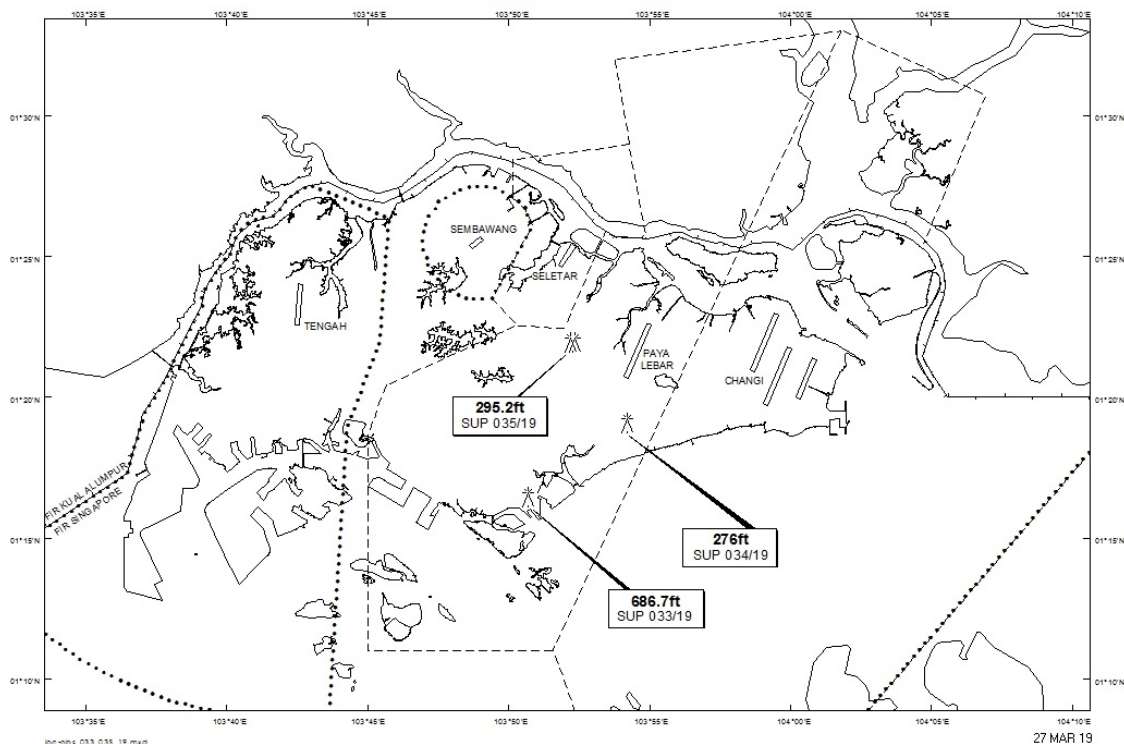 103°35'E 103°40'E 103°45'E 103°50'E 103°55'E 104°00'E 104°05'E 104°10'E
01°30'N 01°30'N
SEMBAWANG
01°25'N 01°25'N
SELETAR
TENGAH
PAYA
LEBAR
CHANGI
01°20'N 01°20'N
295.2ft
SUP 035/19
FIR KUALA LUMPUR
FIR SINGAPORE
01°15'N 01°15'N
276ft
SUP 034/19
686.7ft
SUP 033/19
01°10'N 01°10'N
103°35'E 103°40'E 103°45'E 103°50'E 103°55'E 104°00'E 104°05'E 104°10'E
27 MAR 19